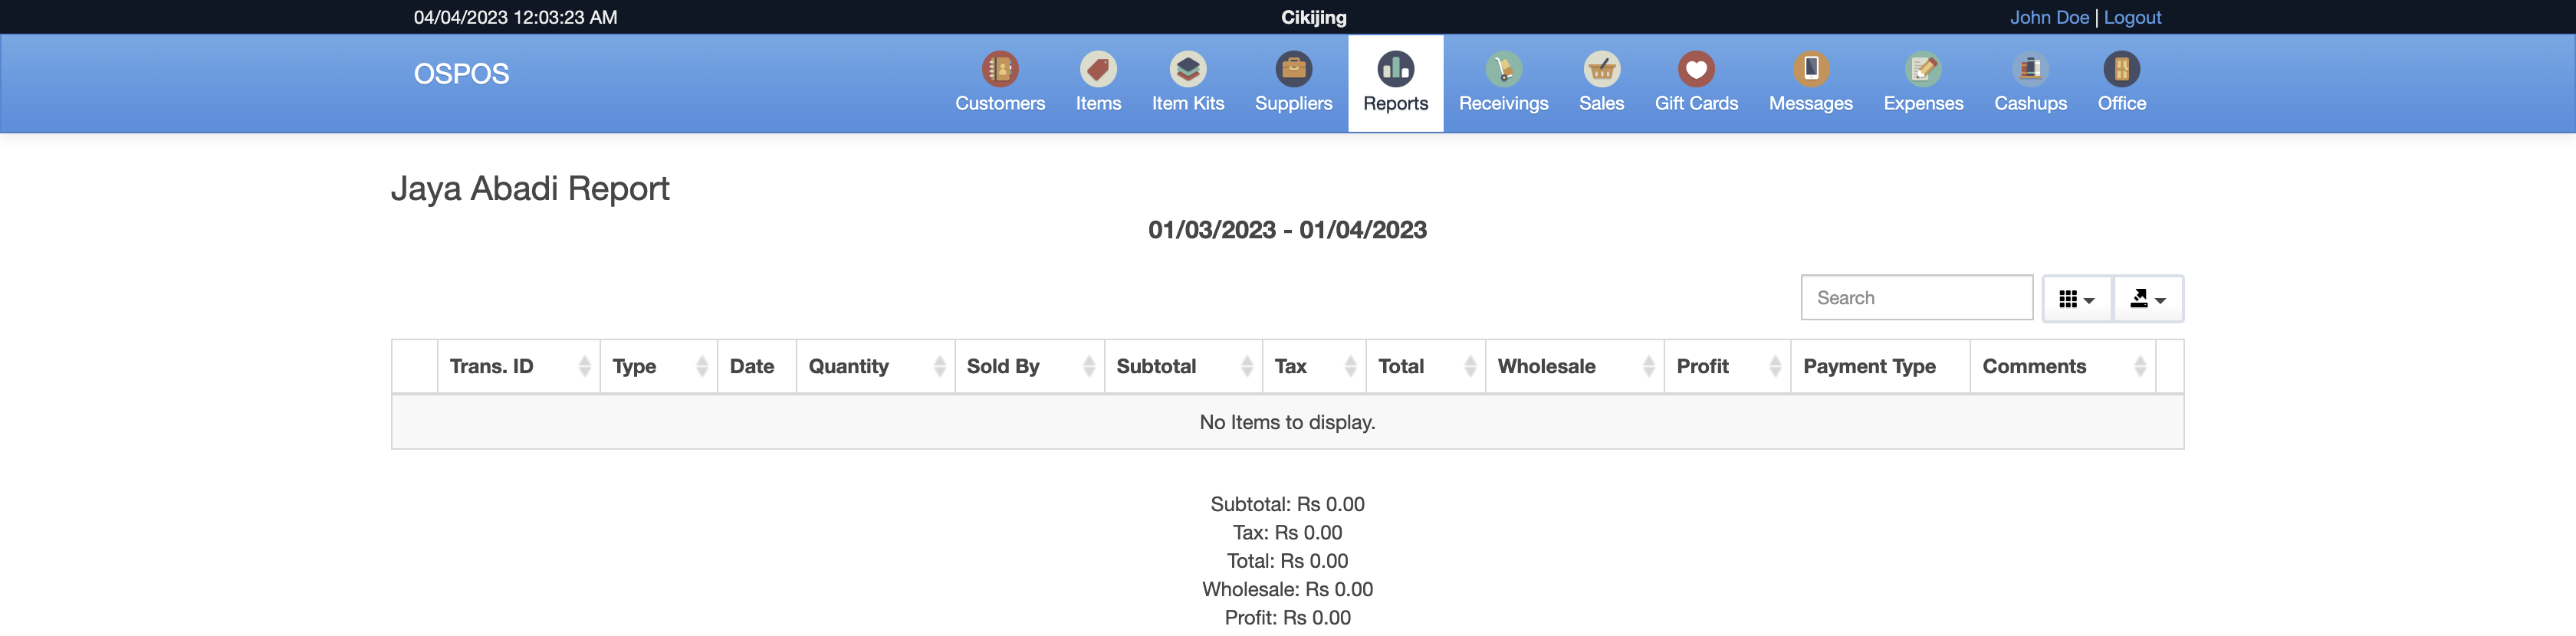 04/04/2023 12:03:23 AM Cikijing John Doe | Logout
OSPOS Customers Items Item Kits Suppliers Reports Receivings Sales Gift Cards Messages Expenses Cashups Office
Jaya Abadi Report
01/03/2023 - 01/04/2023
Search
Trans. ID Type Date Quantity Sold By Subtotal Tax Total Wholesale Profit Payment Type Comments
No Items to display.
Subtotal: Rs 0.00
Tax: Rs 0.00
Total: Rs 0.00
Wholesale: Rs 0.00
Profit: Rs 0.00